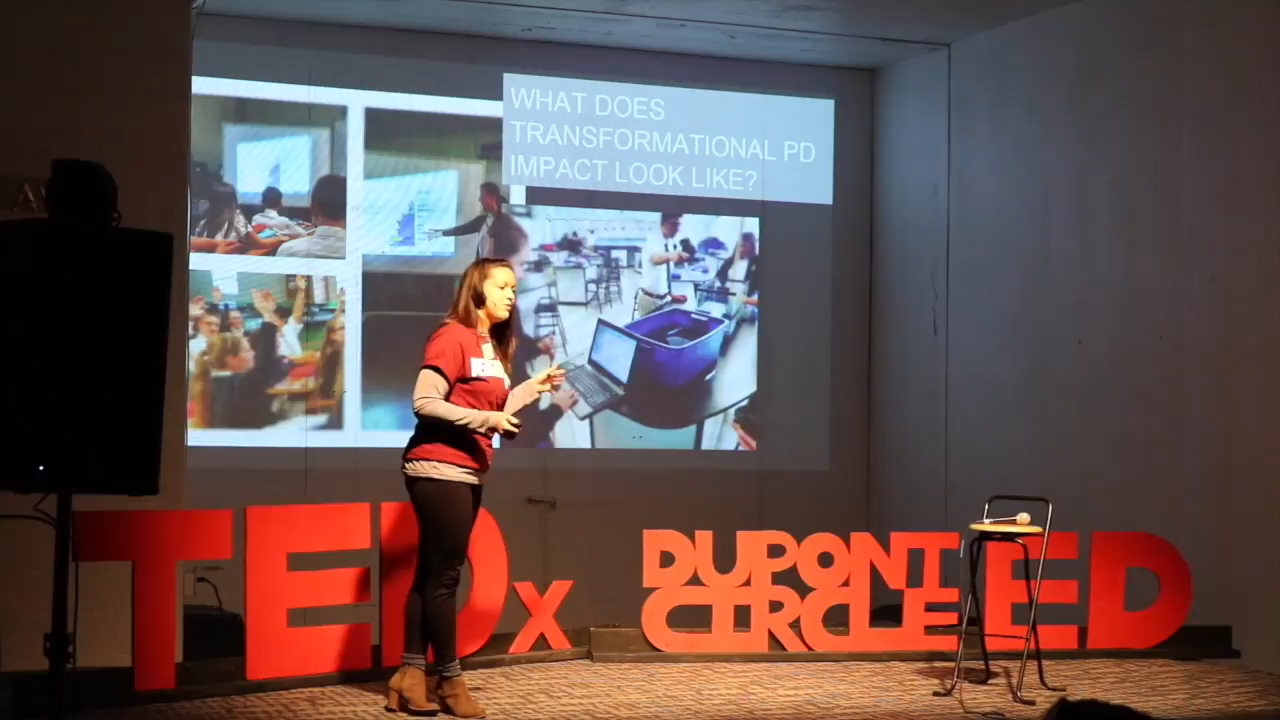 WHAT DOES
TRANSFORMATIONAL PD
IMPACT LOOK LIKE?
TEDx
DUPONT
CIRCLE ED